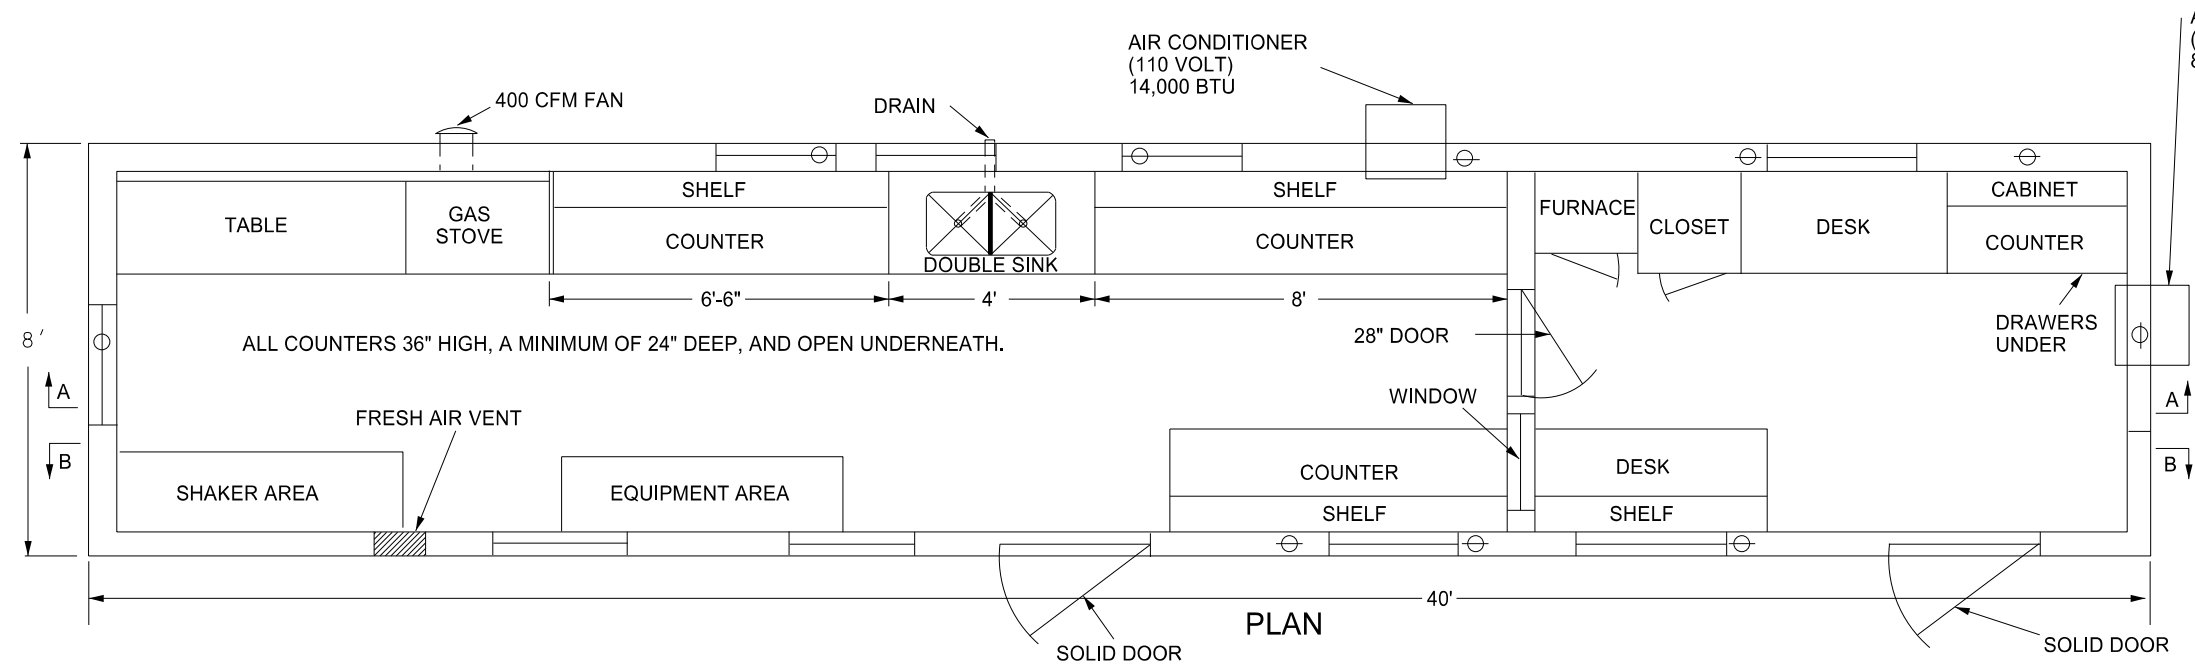 AIR CONDITIONER
(110 VOLT)
14,000 BTU
400 CFM FAN
DRAIN
TABLE
GAS
STOVE
SHELF
COUNTER
DOUBLE SINK
SHELF
COUNTER
FURNACE
CLOSET
DESK
CABINET
COUNTER
6'-6"
4'
8'
8'
ALL COUNTERS 36" HIGH, A MINIMUM OF 24" DEEP, AND OPEN UNDERNEATH.
28" DOOR
DRAWERS
UNDER
A
A
WINDOW
FRESH AIR VENT
B
B
SHAKER AREA
EQUIPMENT AREA
COUNTER
SHELF
DESK
SHELF
40'
PLAN
SOLID DOOR
SOLID DOOR